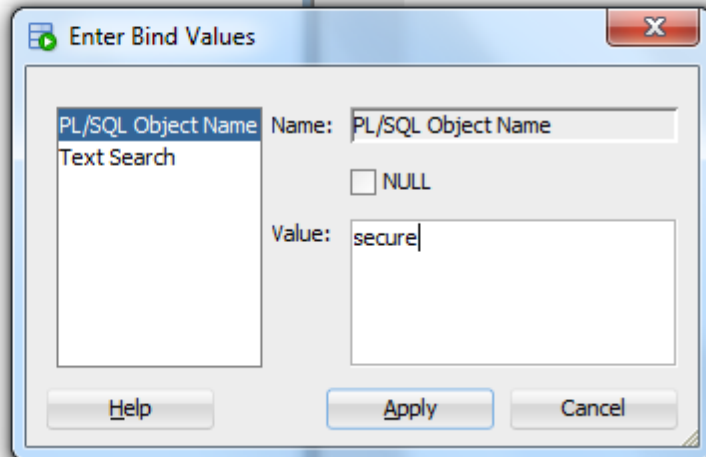 Enter Bind Values
PL/SQL Object Name
Text Search
Name: PL/SQL Object Name
NULL
Value: secure
Help
Apply
Cancel